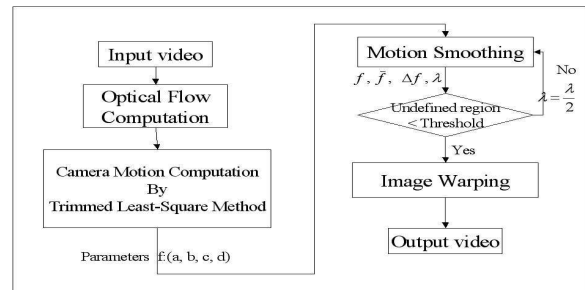 Input video
Optical Flow
Computation
Camera Motion Computation
By
Trimmed Least-Square Method
Parameters f:(a, b, c, d)
Motion Smoothing
f , f̄ , Δf , λ
No
λ = λ/2
Undefined region
< Threshold
Yes
Image Warping
Output video